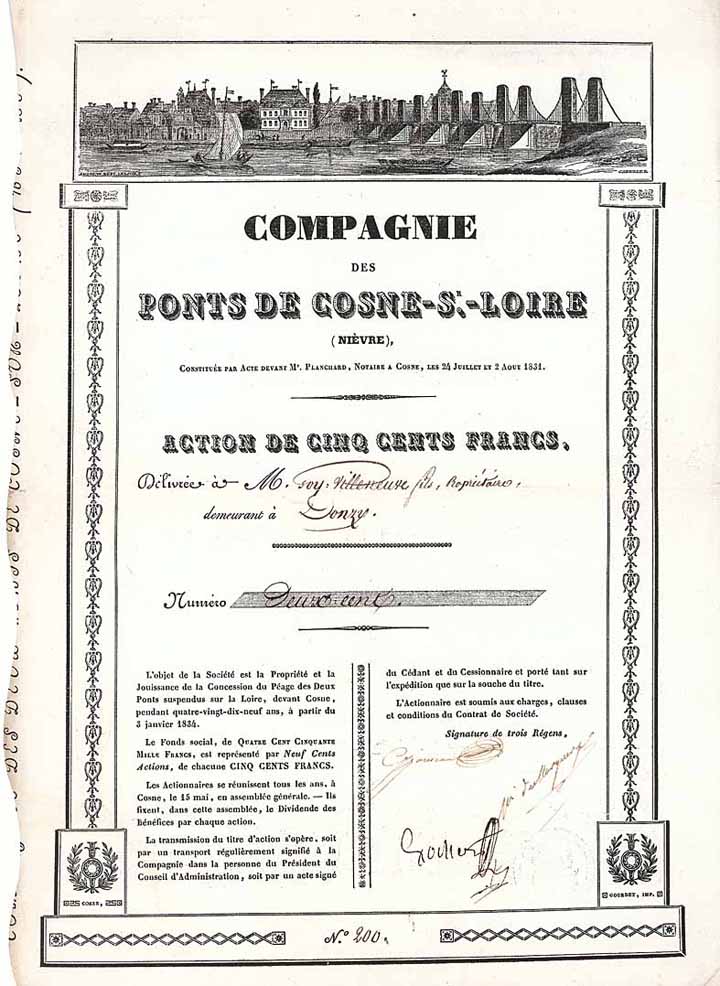 COMPAGNIE
DES
PONTS DE COSNE-St.-LOIRE
(NIÈVRE),
CONSTITUÉE PAR ACTE DEVANT Me. PLANCHARD, NOTAIRE A COSNE, LES 24 JUILLET ET 2 AOUT 1831.
ACTION DE CINQ CENTS FRANCS.
Délivrée à M. foy-Villeneuve fils, Propriétaire,
demeurant à Donzy.
Numéro Deux-cent.
L'objet de la Société est la Propriété et la
Jouissance de la Concession du Péage des Deux
Ponts suspendus sur la Loire, devant Cosne,
pendant quatre-vingt-dix-neuf ans, à partir du
3 janvier 1834.
Le Fonds social, de QUATRE CENT CINQUANTE
MILLE FRANCS, est représenté par Neuf Cents
Actions, de chacune CINQ CENTS FRANCS.
Les Actionnaires se réunissent tous les ans, à
Cosne, le 15 mai, en assemblée générale. — Ils
fixent, dans cette assemblée, le Dividende des
Bénéfices par chaque action.
La transmission du titre d'action s'opère, soit
par un transport régulièrement signifié à la
Compagnie dans la personne du Président du
Conseil d'Administration, soit par un acte signé
du Cédant et du Cessionnaire et porté tant sur
l'expédition que sur la souche du titre.
L'Actionnaire est soumis aux charges, clauses
et conditions du Contrat de Société.
Signature de trois Régens,
COSNE,
GOURDET, IMP.
N.o 200.